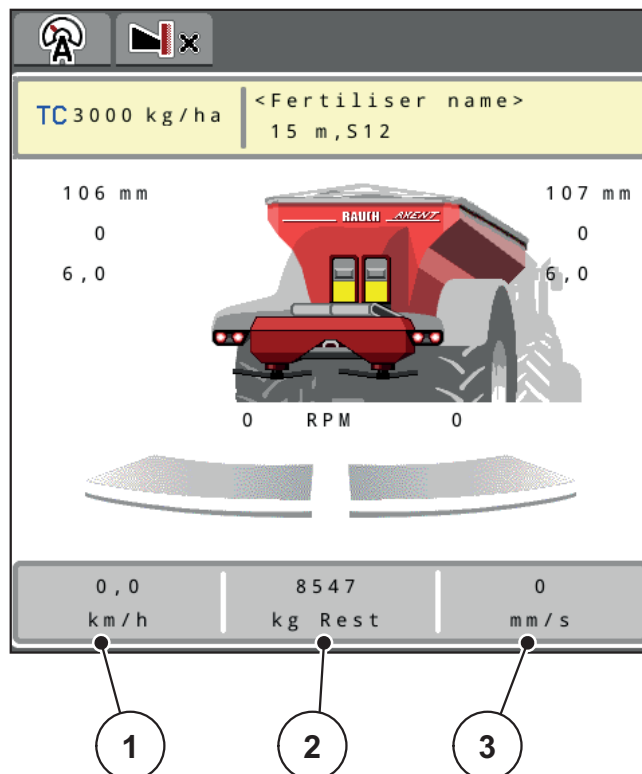 A
x
TC 3000 kg/ha
<Fertiliser name>
15 m,S12
106 mm
107 mm
0
0
6,0
6,0
RAUCH AXENT
0 RPM 0
0,0
km/h
8547
kg Rest
0
mm/s
1
2
3